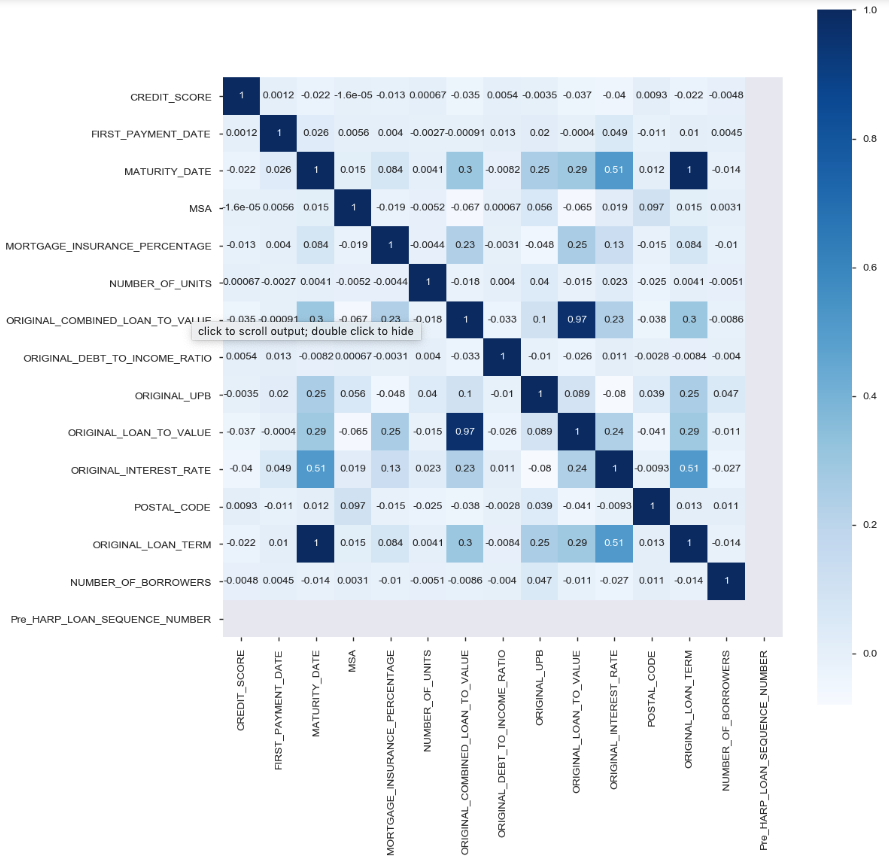 1.0
0.8
0.6
0.4
0.2
0.0
CREDIT_SCORE 1 0.0012 -0.022 -1.6e-05 -0.013 0.00067 -0.035 0.0054 -0.0035 -0.037 -0.04 0.0093 -0.022 -0.0048
FIRST_PAYMENT_DATE 0.0012 1 0.026 0.0056 0.004 -0.0027 -0.00091 0.013 0.02 -0.0004 0.049 -0.011 0.01 0.0045
MATURITY_DATE -0.022 0.026 1 0.015 0.084 0.0041 0.3 -0.0082 0.25 0.29 0.51 0.012 1 -0.014
MSA -1.6e-05 0.0056 0.015 1 -0.019 -0.0052 -0.067 0.00067 0.056 -0.065 0.019 0.097 0.015 0.0031
MORTGAGE_INSURANCE_PERCENTAGE -0.013 0.004 0.084 -0.019 1 -0.0044 0.23 -0.0031 -0.048 0.25 0.13 -0.015 0.084 -0.01
NUMBER_OF_UNITS 0.00067 -0.0027 0.0041 -0.0052 -0.0044 1 -0.018 0.004 0.04 -0.015 0.023 -0.025 0.0041 -0.0051
ORIGINAL_COMBINED_LOAN_TO_VALUE -0.035 -0.00091 0.3 -0.067 0.23 -0.018 1 -0.033 0.1 0.97 0.23 -0.038 0.3 -0.0086
click to scroll output; double click to hide
ORIGINAL_DEBT_TO_INCOME_RATIO 0.0054 0.013 -0.0082 0.00067 -0.0031 0.004 -0.033 1 -0.01 -0.026 0.011 -0.0028 -0.0084 -0.004
ORIGINAL_UPB -0.0035 0.02 0.25 0.056 -0.048 0.04 0.1 -0.01 1 0.089 -0.08 0.039 0.25 0.047
ORIGINAL_LOAN_TO_VALUE -0.037 -0.0004 0.29 -0.065 0.25 -0.015 0.97 -0.026 0.089 1 0.24 -0.041 0.29 -0.011
ORIGINAL_INTEREST_RATE -0.04 0.049 0.51 0.019 0.13 0.023 0.23 0.011 -0.08 0.24 1 -0.0093 0.51 -0.027
POSTAL_CODE 0.0093 -0.011 0.012 0.097 -0.015 -0.025 -0.038 -0.0028 0.039 -0.041 -0.0093 1 0.013 0.011
ORIGINAL_LOAN_TERM -0.022 0.01 1 0.015 0.084 0.0041 0.3 -0.0084 0.25 0.29 0.51 0.013 1 -0.014
NUMBER_OF_BORROWERS -0.0048 0.0045 -0.014 0.0031 -0.01 -0.0051 -0.0086 -0.004 0.047 -0.011 -0.027 0.011 -0.014 1
Pre_HARP_LOAN_SEQUENCE_NUMBER
CREDIT_SCORE
FIRST_PAYMENT_DATE
MATURITY_DATE
MSA
MORTGAGE_INSURANCE_PERCENTAGE
NUMBER_OF_UNITS
ORIGINAL_COMBINED_LOAN_TO_VALUE
ORIGINAL_DEBT_TO_INCOME_RATIO
ORIGINAL_UPB
ORIGINAL_LOAN_TO_VALUE
ORIGINAL_INTEREST_RATE
POSTAL_CODE
ORIGINAL_LOAN_TERM
NUMBER_OF_BORROWERS
Pre_HARP_LOAN_SEQUENCE_NUMBER